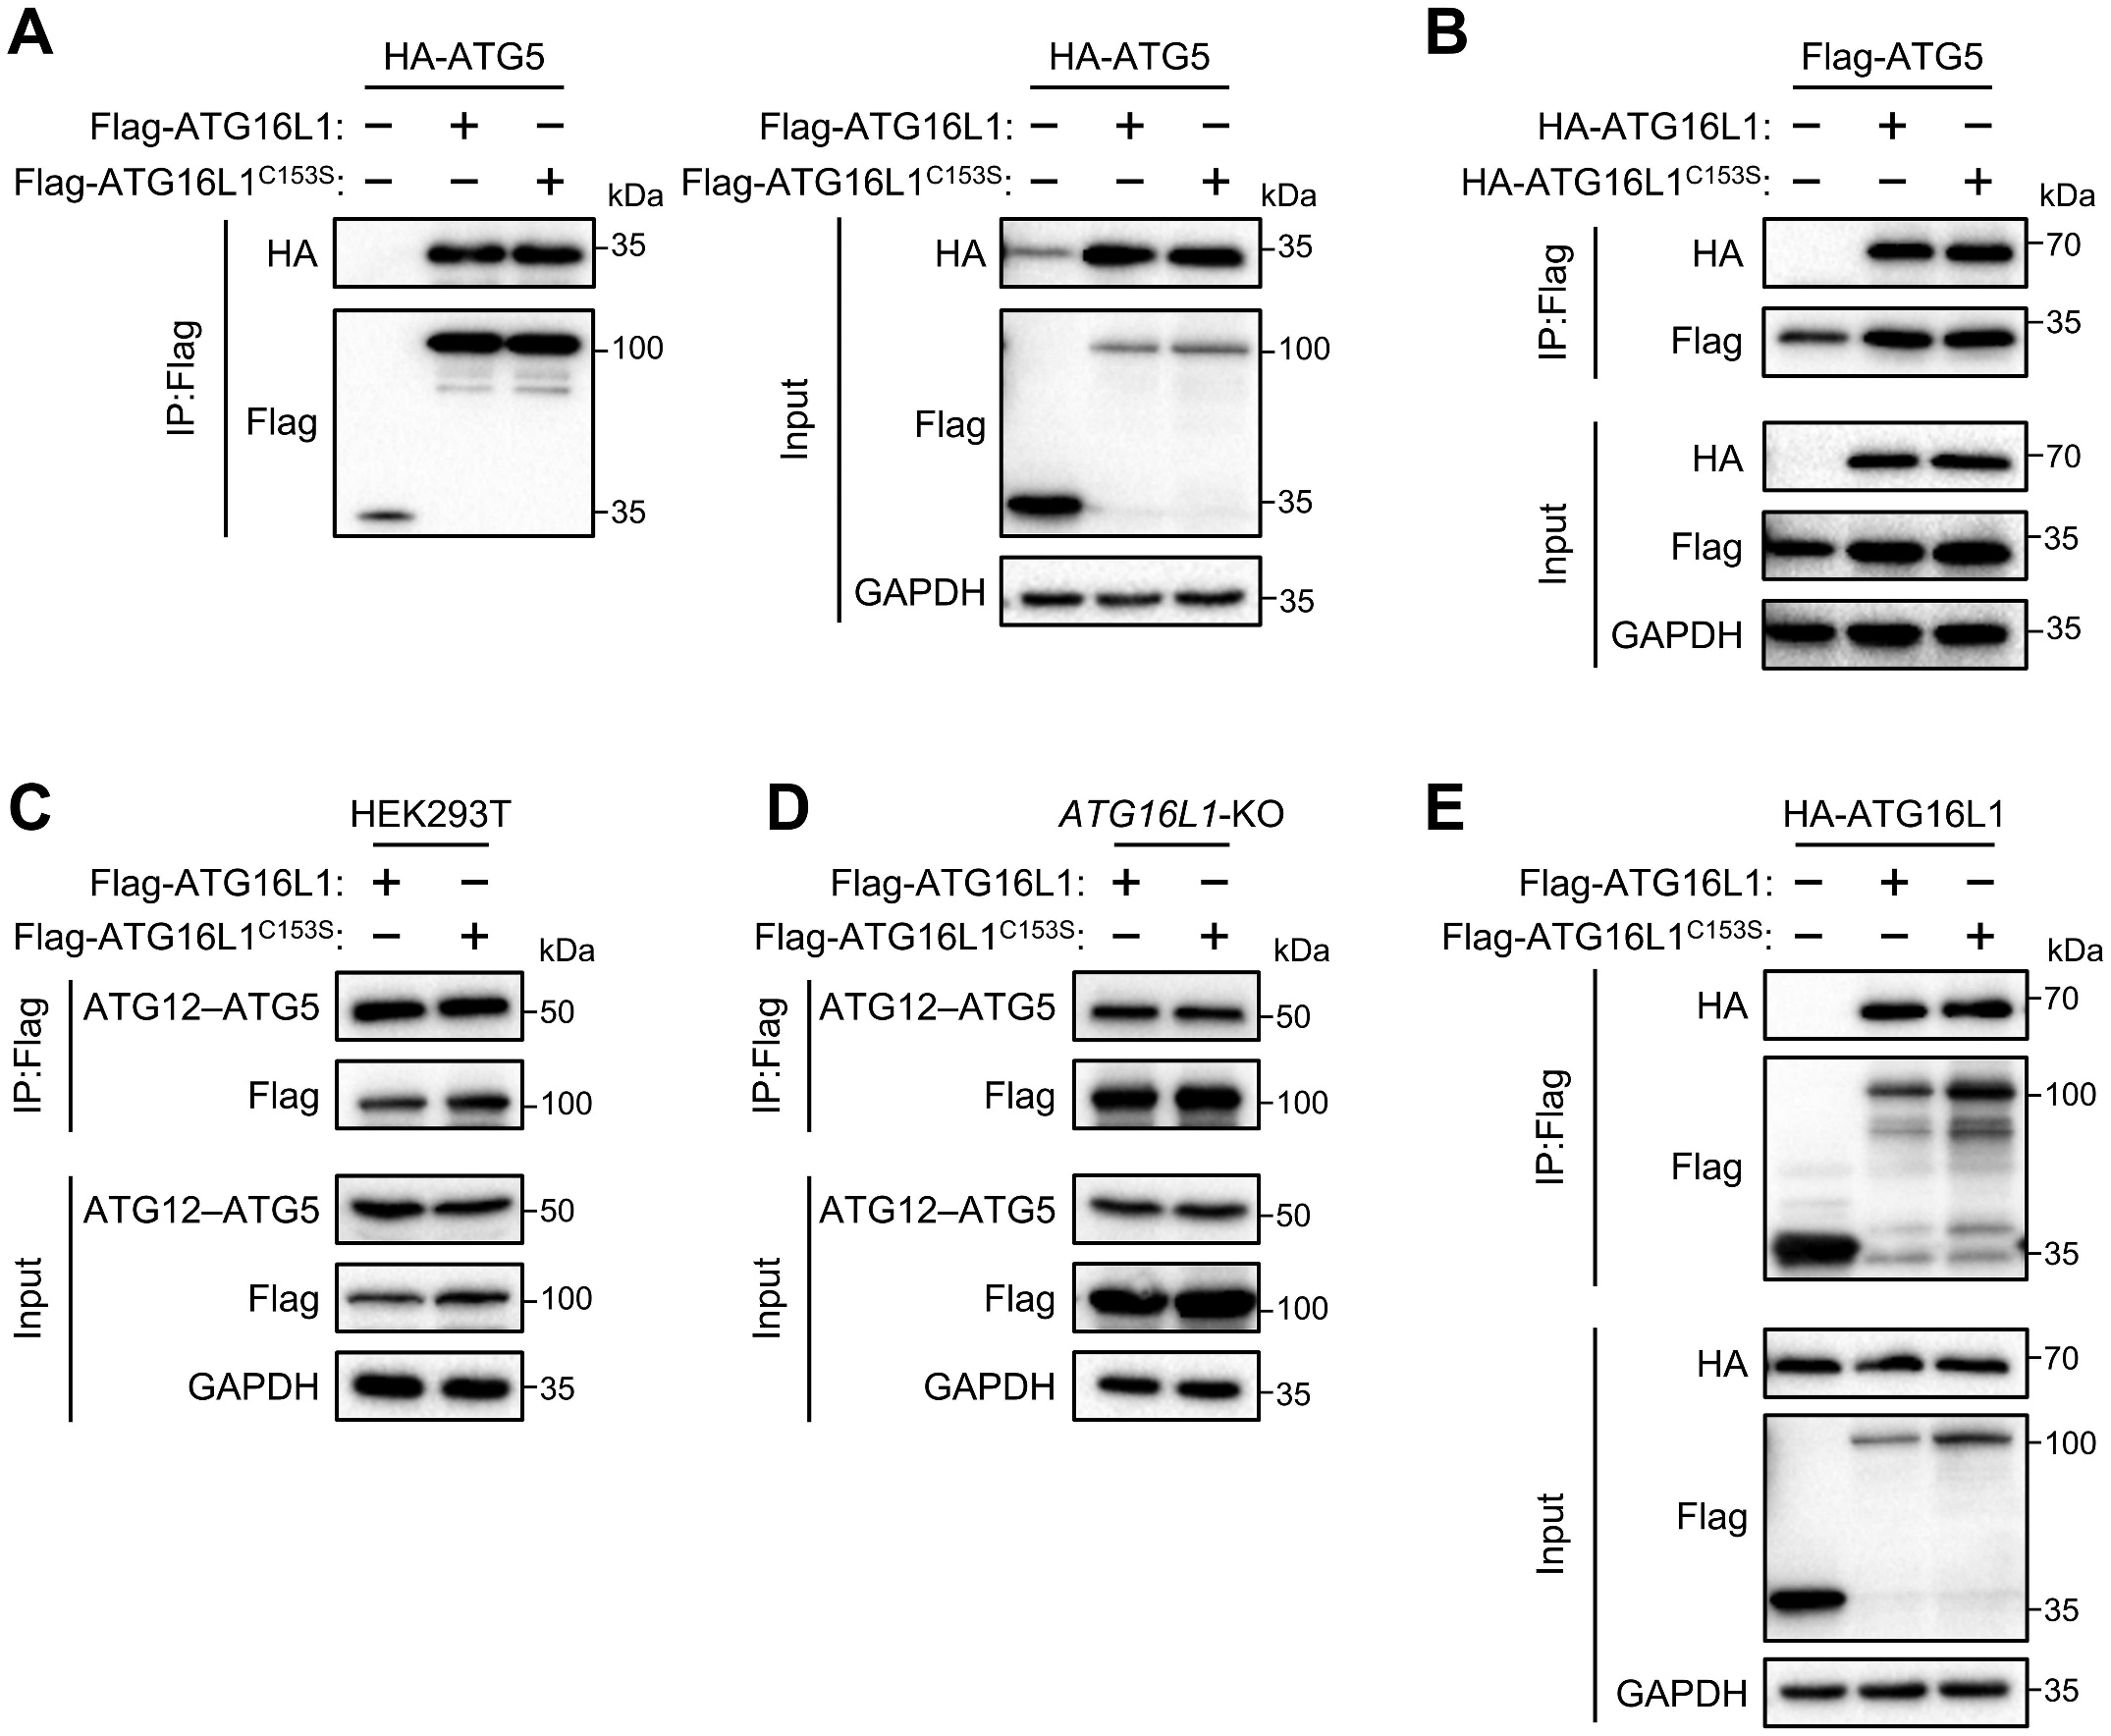 A
HA-ATG5
Flag-ATG16L1: − + −
Flag-ATG16L1C153S: − − +
kDa
IP:Flag
HA
35
Flag
100
35
HA-ATG5
Flag-ATG16L1: − + −
Flag-ATG16L1C153S: − − +
kDa
Input
HA
35
Flag
100
35
GAPDH
35
B
Flag-ATG5
HA-ATG16L1: − + −
HA-ATG16L1C153S: − − +
kDa
IP:Flag
HA
70
Flag
35
Input
HA
70
Flag
35
GAPDH
35
C
HEK293T
Flag-ATG16L1: + −
Flag-ATG16L1C153S: − +
kDa
IP:Flag
ATG12–ATG5
50
Flag
100
Input
ATG12–ATG5
50
Flag
100
GAPDH
35
D
ATG16L1-KO
Flag-ATG16L1: + −
Flag-ATG16L1C153S: − +
kDa
IP:Flag
ATG12–ATG5
50
Flag
100
Input
ATG12–ATG5
50
Flag
100
GAPDH
35
E
HA-ATG16L1
Flag-ATG16L1: − + −
Flag-ATG16L1C153S: − − +
kDa
IP:Flag
HA
70
Flag
100
35
Input
HA
70
Flag
100
35
GAPDH
35